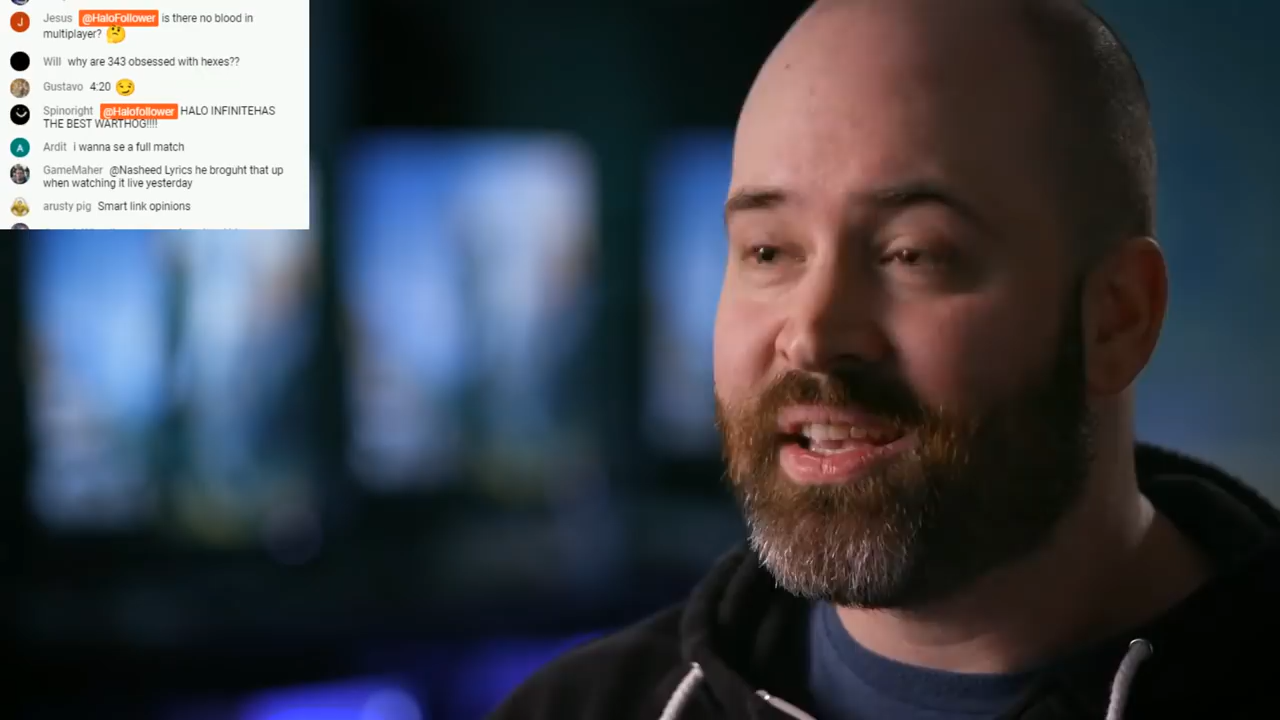 Jesus @HaloFollower is there no blood in
multiplayer? 🤔
Will why are 343 obsessed with hexes??
Gustavo 4:20 😏
Spinoright @Halofollower HALO INFINITEHAS
THE BEST WARTHOG!!!!
A Ardit i wanna se a full match
GameMaher @Nasheed Lyrics he broguht that up
when watching it live yesterday
arusty pig Smart link opinions